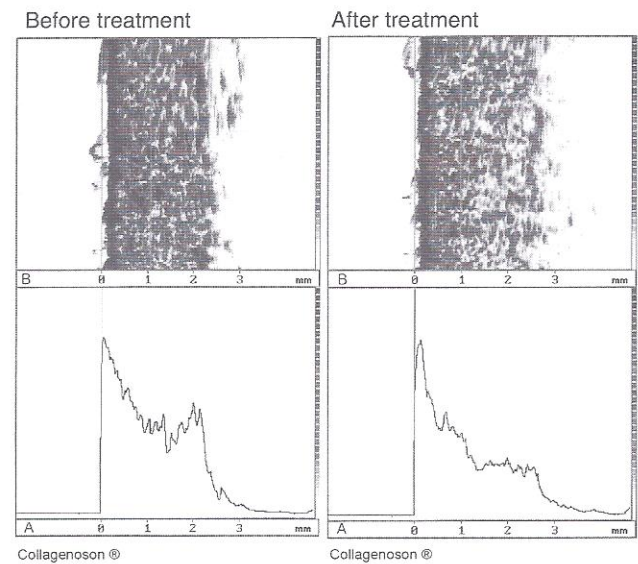 Before treatment
After treatment
B 0 1 2 3 mm
B 0 1 2 3 mm
A 0 1 2 3 mm
A 0 1 2 3 mm
Collagenoson ®
Collagenoson ®